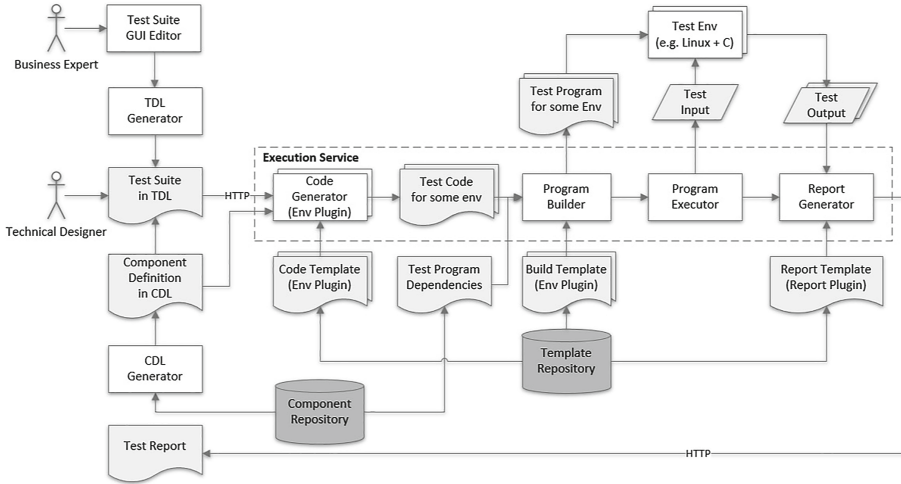 Test Suite
GUI Editor
Business Expert
Test Env
(e.g. Linux + C)
TDL
Generator
Test Program
for some Env
Test
Input
Test
Output
Execution Service
Technical Designer
Test Suite
in TDL
HTTP
Code
Generator
(Env Plugin)
Test Code
for some env
Program
Builder
Program
Executor
Report
Generator
Component
Definition
in CDL
Code Template
(Env Plugin)
Test Program
Dependencies
Build Template
(Env Plugin)
Report Template
(Report Plugin)
CDL
Generator
Template
Repository
Component
Repository
Test Report
HTTP